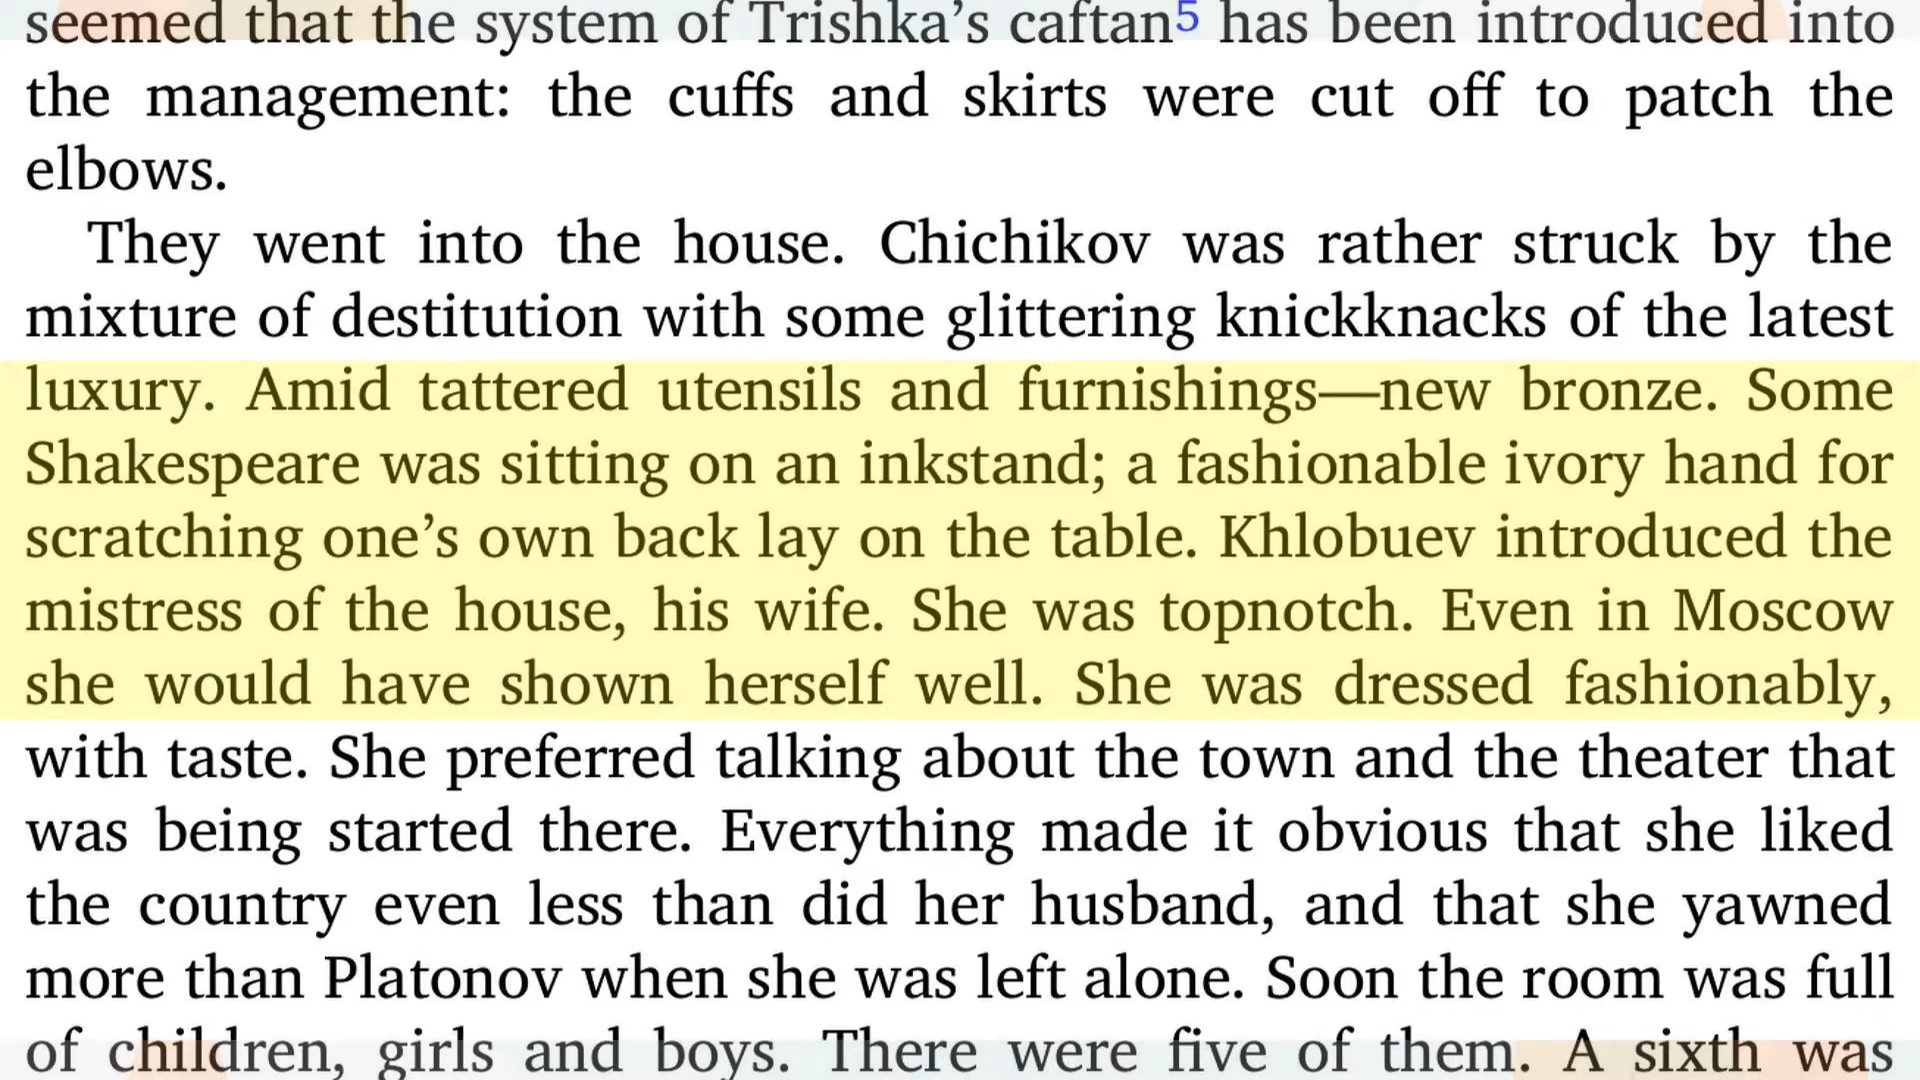 seemed that the system of Trishka’s caftan5 has been introduced into
the management: the cuffs and skirts were cut off to patch the
elbows.
They went into the house. Chichikov was rather struck by the
mixture of destitution with some glittering knickknacks of the latest
luxury. Amid tattered utensils and furnishings—new bronze. Some
Shakespeare was sitting on an inkstand; a fashionable ivory hand for
scratching one’s own back lay on the table. Khlobuev introduced the
mistress of the house, his wife. She was topnotch. Even in Moscow
she would have shown herself well. She was dressed fashionably,
with taste. She preferred talking about the town and the theater that
was being started there. Everything made it obvious that she liked
the country even less than did her husband, and that she yawned
more than Platonov when she was left alone. Soon the room was full
of children, girls and boys. There were five of them. A sixth was